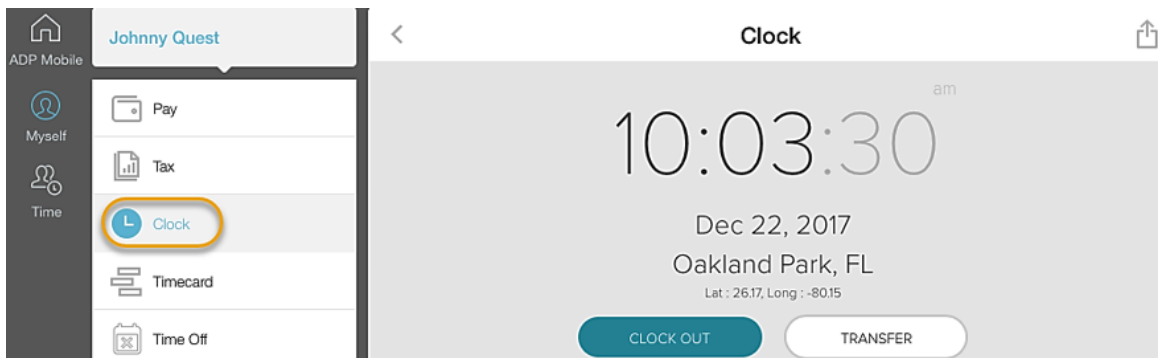 ADP Mobile
Myself
Time
Johnny Quest
Pay
Tax
Clock
Timecard
Time Off
Clock
am
10:03:30
Dec 22, 2017
Oakland Park, FL
Lat : 26.17, Long : -80.15
CLOCK OUT
TRANSFER